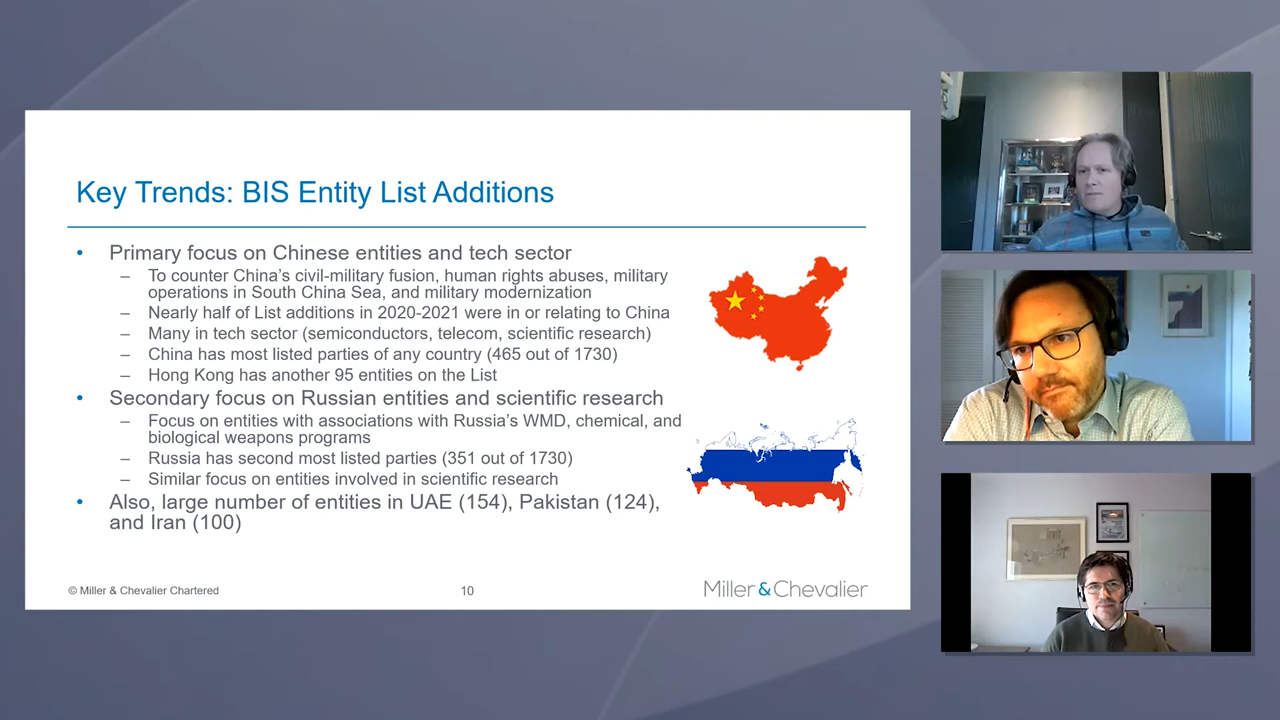 Key Trends: BIS Entity List Additions
• Primary focus on Chinese entities and tech sector
– To counter China's civil-military fusion, human rights abuses, military
operations in South China Sea, and military modernization
– Nearly half of List additions in 2020-2021 were in or relating to China
– Many in tech sector (semiconductors, telecom, scientific research)
– China has most listed parties of any country (465 out of 1730)
– Hong Kong has another 95 entities on the List
• Secondary focus on Russian entities and scientific research
– Focus on entities with associations with Russia's WMD, chemical, and
biological weapons programs
– Russia has second most listed parties (351 out of 1730)
– Similar focus on entities involved in scientific research
• Also, large number of entities in UAE (154), Pakistan (124),
and Iran (100)
© Miller & Chevalier Chartered
10
Miller&Chevalier